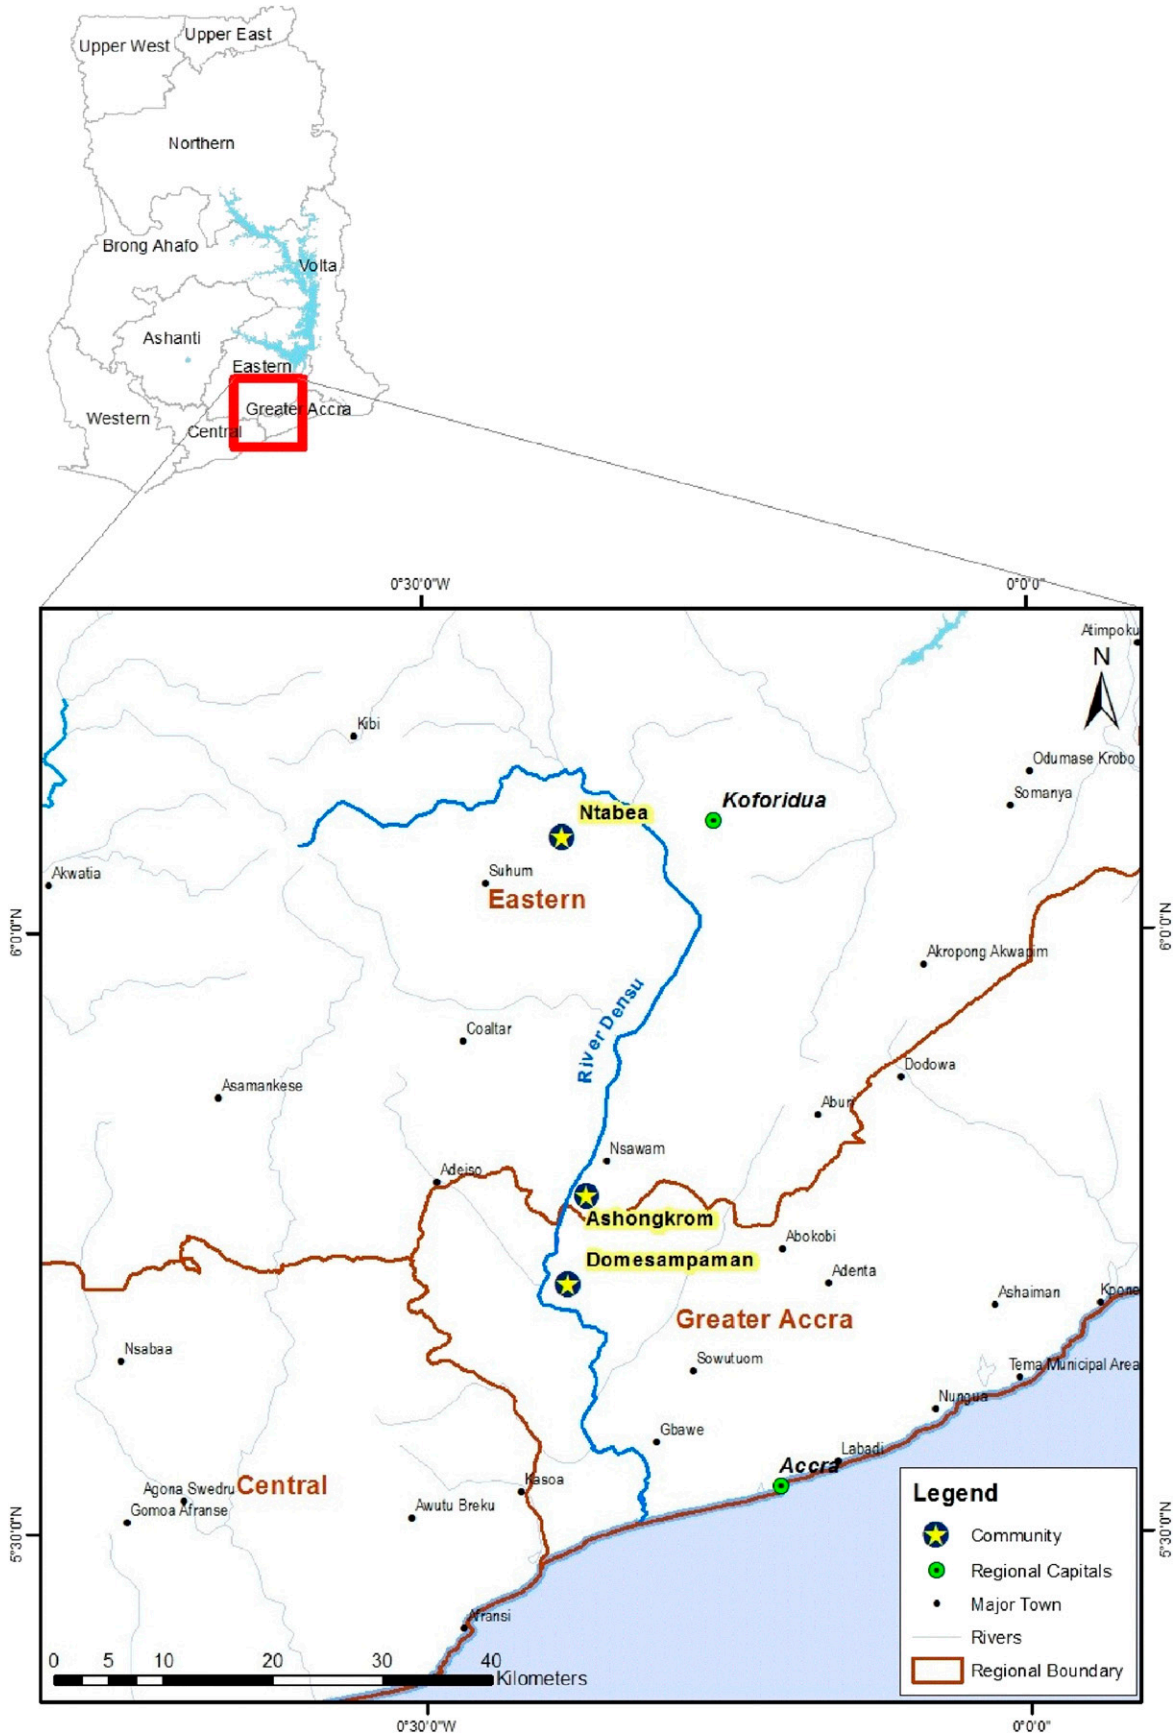 Upper West
Upper East
Northern
Brong Ahafo
Volta
Ashanti
Eastern
Greater Accra
Western
Central
0°30'0"W
0°0'0"
Atimpoku
N
Kibi
Odumase Krobo
Somanya
Koforidua
Ntabea
Akwatia
Suhum
Eastern
6°0'0"N
6°0'0"N
Akropong Akwapim
River Densu
Coaltar
Dodowa
Asamankese
Aburi
Nsawam
Adeiso
Ashongkrom
Abokobi
Domesampaman
Adenta
Ashaiman
Kpone
Greater Accra
Nsabaa
Sowutuom
Tema Municipal Area
Nungua
Gbawe
Labadi
Accra
Kasoa
Central
Agona Swedru
Gomoa Afranse
Awutu Breku
5°30'0"N
5°30'0"N
Afransi
Legend
Community
Regional Capitals
Major Town
Rivers
Regional Boundary
0 5 10 20 30 40
Kilometers
0°30'0"W
0°0'0"